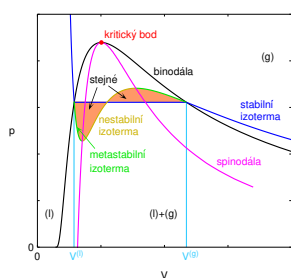 kritický bod
(g)
binodála
stejné
stabilní
izoterma
nestabilní
izoterma
p
metastabilní
izoterma
spinodála
(l)
(l)+(g)
0
0
V(l)
V(g)
V